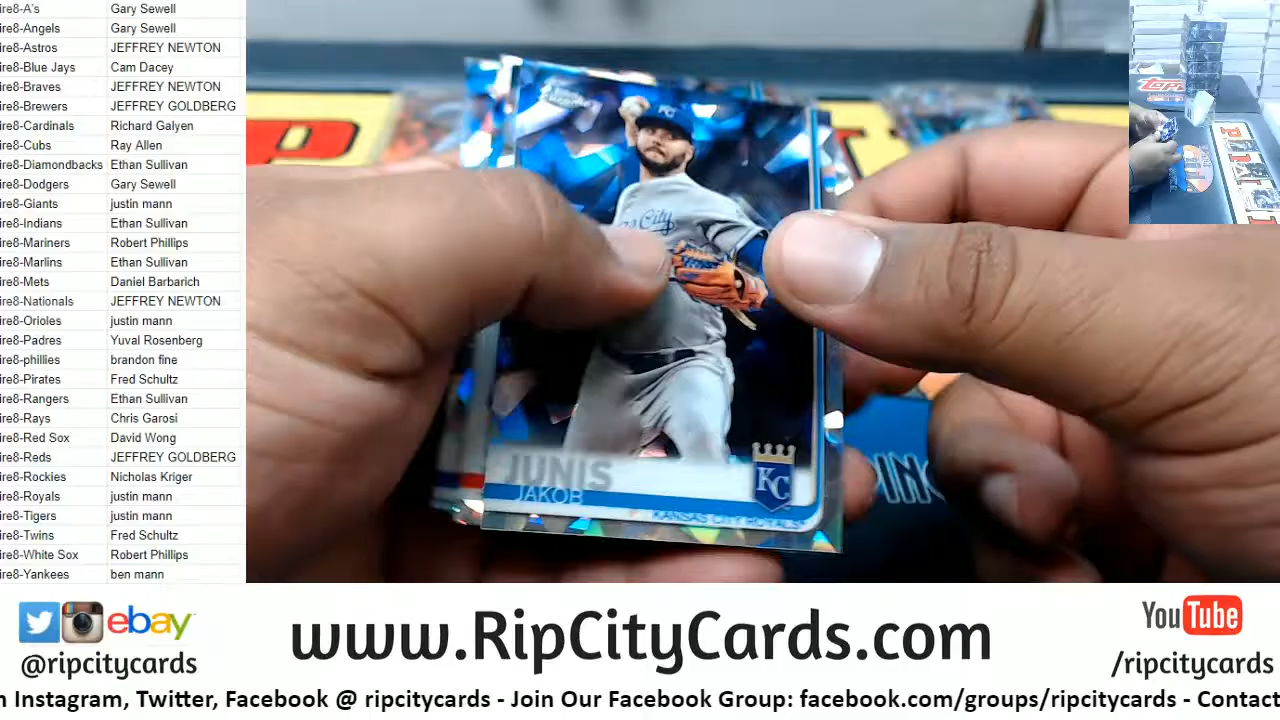 ire8-A's Gary Sewell
ire8-Angels Gary Sewell
ire8-Astros JEFFREY NEWTON
ire8-Blue Jays Cam Dacey
ire8-Braves JEFFREY NEWTON
ire8-Brewers JEFFREY GOLDBERG
ire8-Cardinals Richard Galyen
ire8-Cubs Ray Allen
ire8-Diamondbacks Ethan Sullivan
ire8-Dodgers Gary Sewell
ire8-Giants justin mann
ire8-Indians Ethan Sullivan
ire8-Mariners Robert Phillips
ire8-Marlins Ethan Sullivan
ire8-Mets Daniel Barbarich
ire8-Nationals JEFFREY NEWTON
ire8-Orioles justin mann
ire8-Padres Yuval Rosenberg
ire8-phillies brandon fine
ire8-Pirates Fred Schultz
ire8-Rangers Ethan Sullivan
ire8-Rays Chris Garosi
ire8-Red Sox David Wong
ire8-Reds JEFFREY GOLDBERG
ire8-Rockies Nicholas Kriger
ire8-Royals justin mann
ire8-Tigers justin mann
ire8-Twins Fred Schultz
ire8-White Sox Robert Phillips
ire8-Yankees ben mann
KC
City
JUNIS
JAKOB
KC
KANSAS CITY ROYALS
topps
ebay
@ripcitycards
www.RipCityCards.com
YouTube
/ripcitycards
n Instagram, Twitter, Facebook @ ripcitycards - Join Our Facebook Group: facebook.com/groups/ripcitycards - Contact